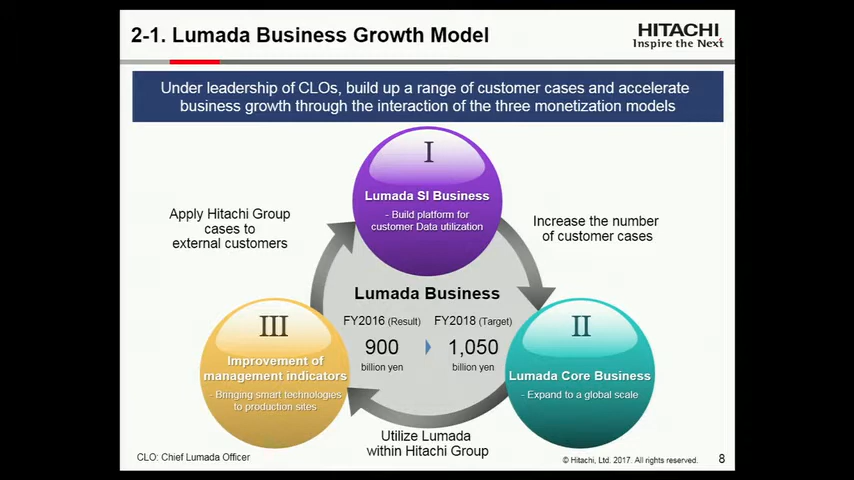 2-1. Lumada Business Growth Model
HITACHI
Inspire the Next
Under leadership of CLOs, build up a range of customer cases and accelerate
business growth through the interaction of the three monetization models
I
Lumada SI Business
- Build platform for
customer Data utilization
Apply Hitachi Group
cases to
external customers
Increase the number
of customer cases
Lumada Business
FY2016 (Result) FY2018 (Target)
900 1,050
billion yen billion yen
III
Improvement of
management indicators
- Bringing smart technologies
to production sites
II
Lumada Core Business
- Expand to a global scale
Utilize Lumada
within Hitachi Group
CLO: Chief Lumada Officer
© Hitachi, Ltd. 2017. All rights reserved. 8